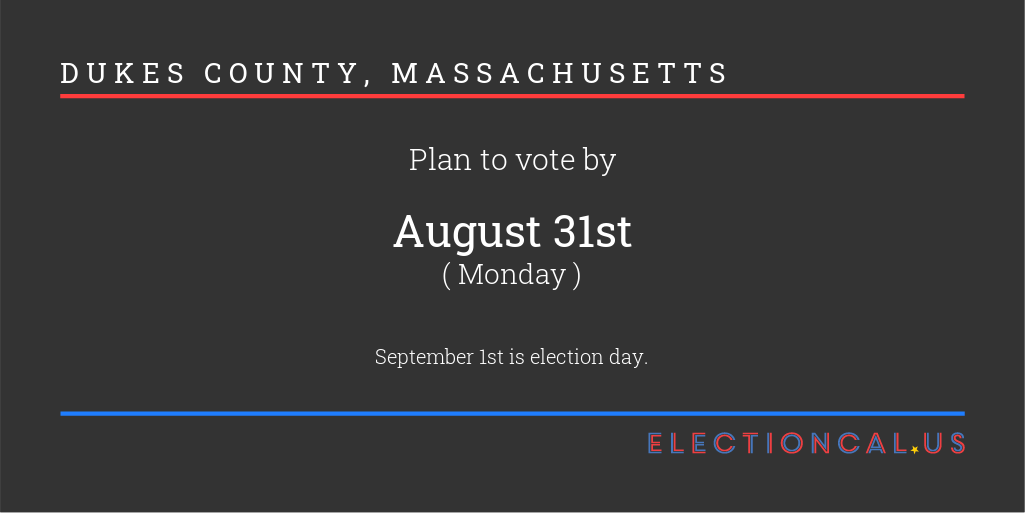 DUKES COUNTY, MASSACHUSETTS
Plan to vote by
August 31st
( Monday )
September 1st is election day.
ELECTIONCAL.US